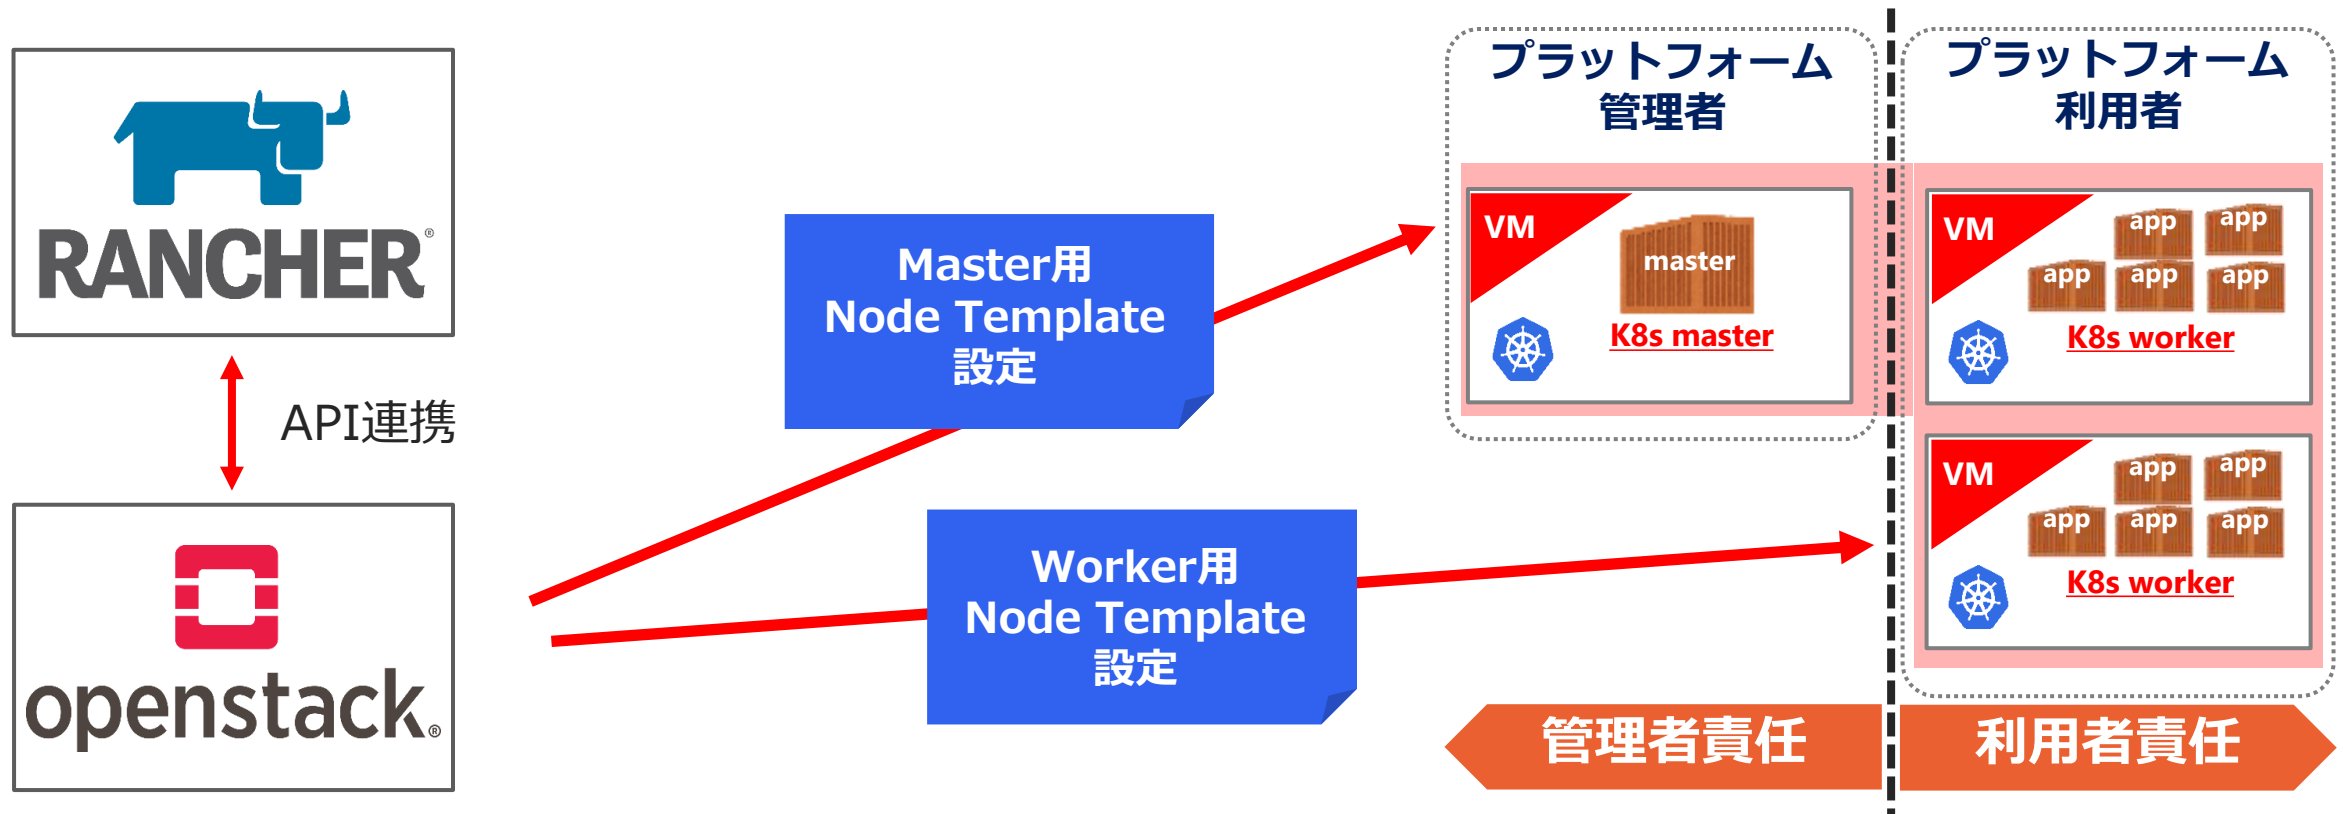 RANCHER®
API連携
openstack®
Master用
Node Template
設定
Worker用
Node Template
設定
プラットフォーム
管理者
VM
master
K8s master
プラットフォーム
利用者
VM
app
app
app
app
app
K8s worker
VM
app
app
app
app
app
K8s worker
管理者責任
利用者責任